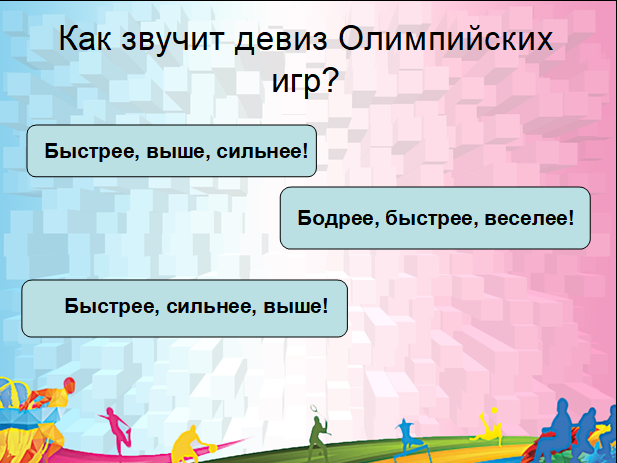 Как звучит девиз Олимпийских
игр?
Быстрее, выше, сильнее!
Бодрее, быстрее, веселее!
Быстрее, сильнее, выше!